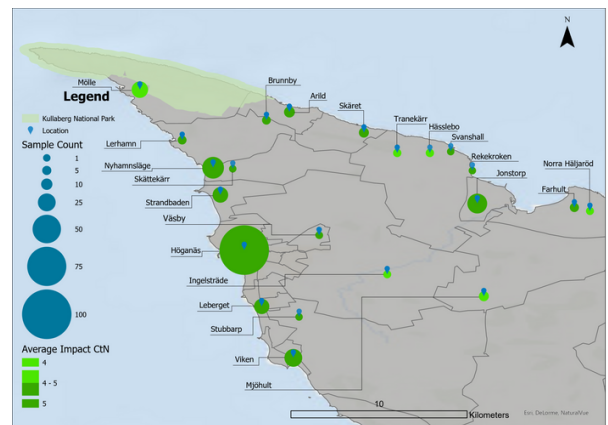 N
Mölle
Brunnby
Arild
Legend
Kullaberg National Park
Location
Sample Count
1
5
10
25
50
75
100
Average Impact CtN
4
4 - 5
5
Skäret
Tranekärr
Hässlebo
Svanshall
Rekekroken
Jonstorp
Norra Häljaröd
Farhult
Lerhamn
Nyhamnsläge
Skättekärr
Strandbaden
Väsby
Höganäs
Ingelsträde
Leberget
Stubbarp
Viken
Mjöhult
10
Kilometers
Esri, DeLorme, NaturalVue